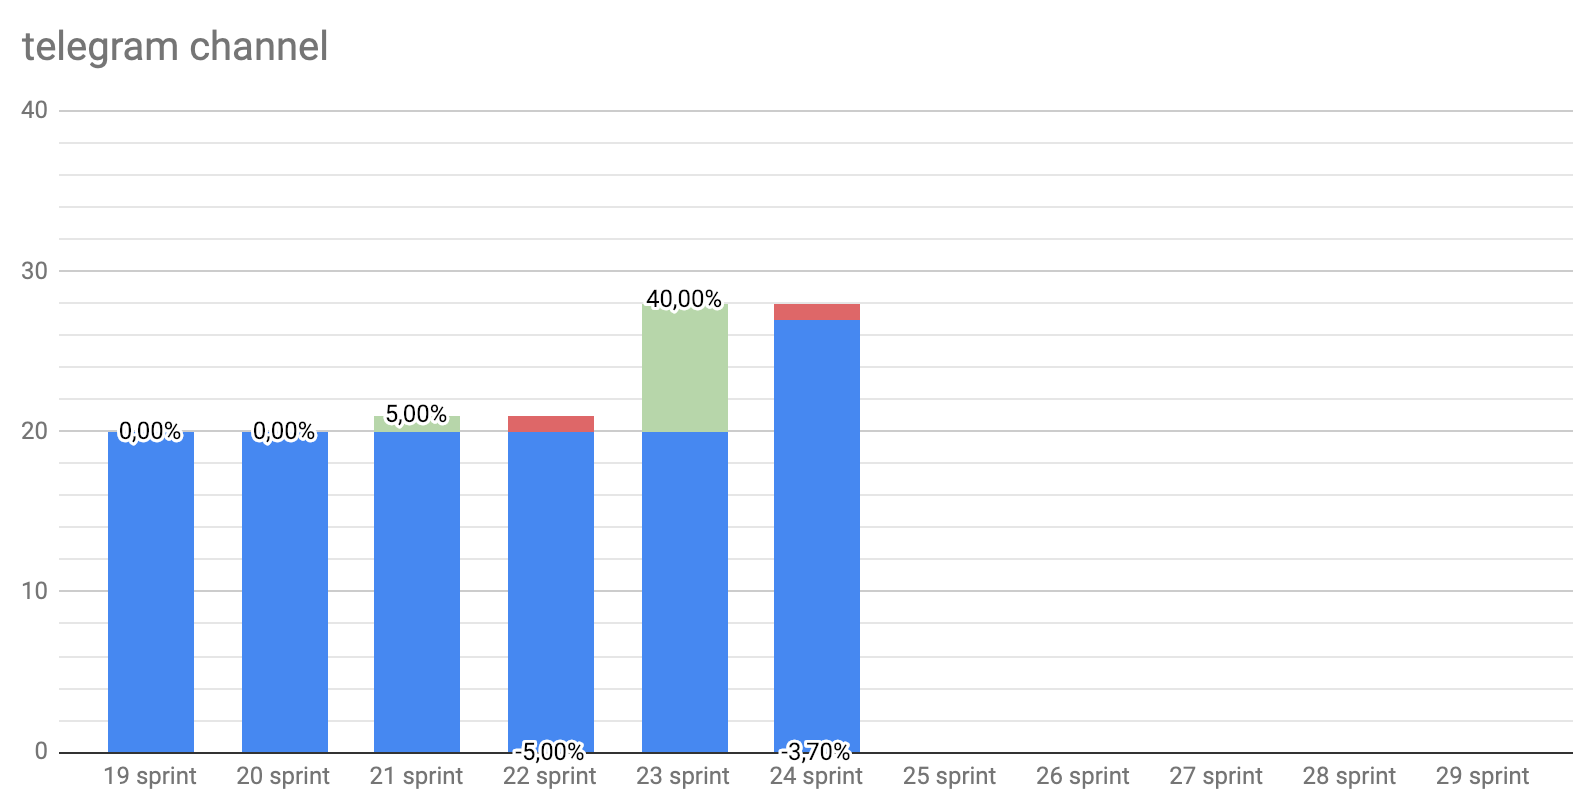 telegram channel
40
30
20
10
0
0,00%
0,00%
5,00%
-5,00%
40,00%
-3,70%
19 sprint
20 sprint
21 sprint
22 sprint
23 sprint
24 sprint
25 sprint
26 sprint
27 sprint
28 sprint
29 sprint